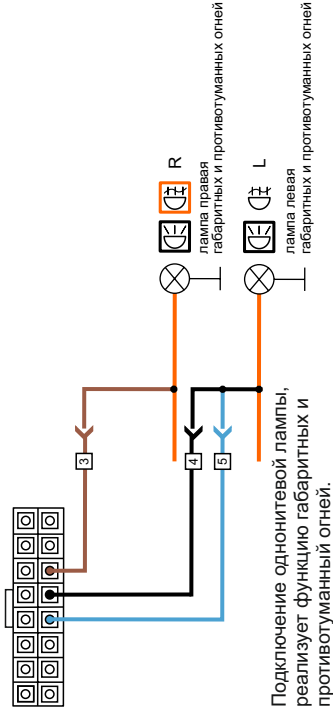 R
лампа правая
габаритных и противотуманных огней
L
лампа левая
габаритных и противотуманных огней
3
4
5
Подключение однонитевой лампы,
реализует функцию габаритных и
противотуманный огней.